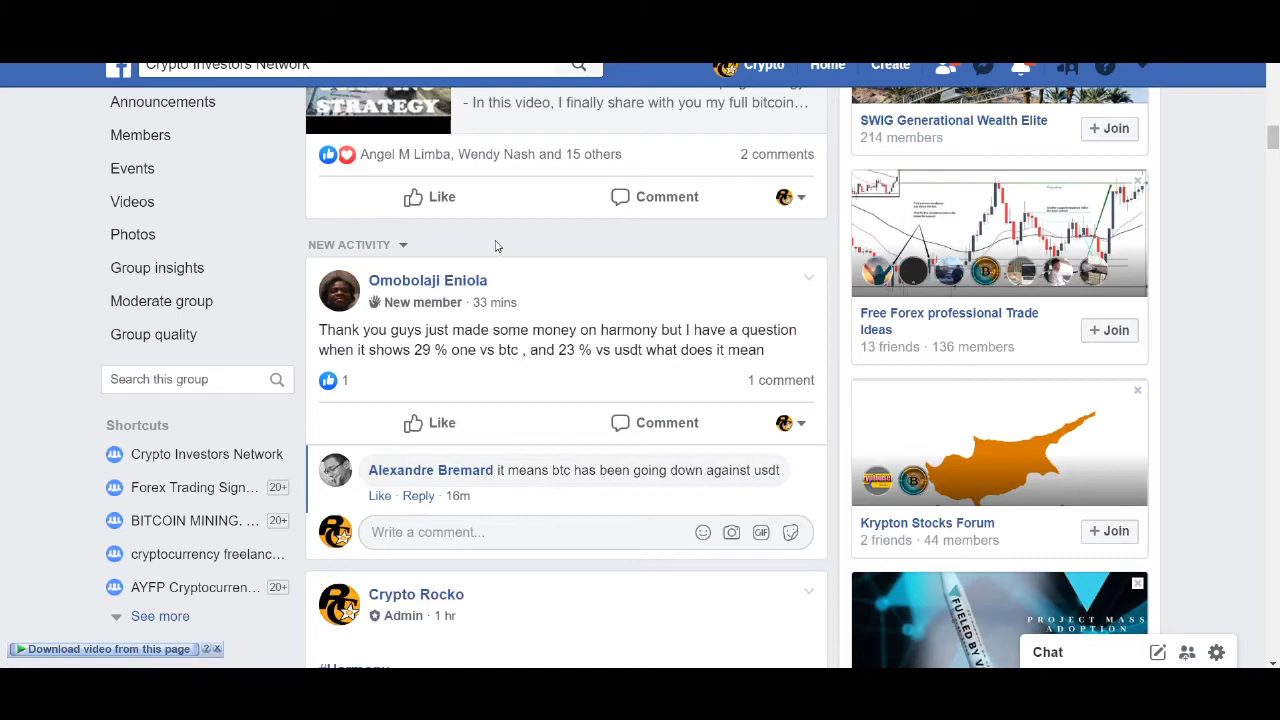 Crypto Investors Network
Crypto
Home
Create
Announcements
Members
Events
Videos
Photos
Group insights
Moderate group
Group quality
Search this group
Shortcuts
Crypto Investors Network
Forex Trading Sign... 20+
BITCOIN MINING. ... 20+
cryptocurrency freelanc...
AYFP Cryptocurren... 20+
See more
Download video from this page ? x
STRATEGY
- In this video, I finally share with you my full bitcoin...
Angel M Limba, Wendy Nash and 15 others 2 comments
Like Comment
NEW ACTIVITY
Omobolaji Eniola
New member · 33 mins
Thank you guys just made some money on harmony but I have a question
when it shows 29 % one vs btc , and 23 % vs usdt what does it mean
1 1 comment
Like Comment
Alexandre Bremard it means btc has been going down against usdt
Like · Reply · 16m
Write a comment... GIF
Crypto Rocko
Admin · 1 hr
#Harmony
SWIG Generational Wealth Elite
214 members
+ Join
Free Forex professional Trade
Ideas
13 friends · 136 members
+ Join
Krypton Stocks Forum
2 friends · 44 members
+ Join
FUELED BY
PROJECT MASS
ADOPTION
Chat